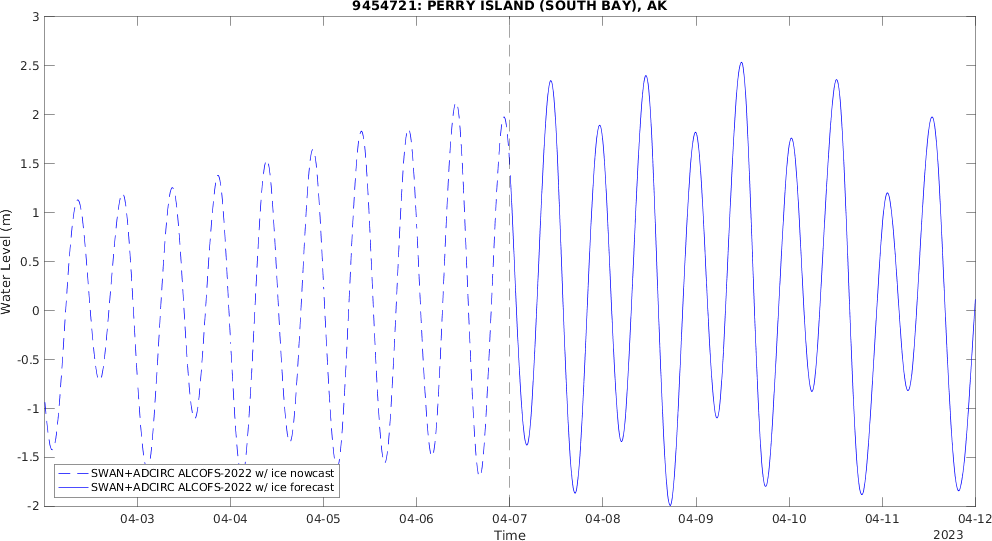 9454721: PERRY ISLAND (SOUTH BAY), AK
3
2.5
2
1.5
1
0.5
0
-0.5
-1
-1.5
-2
Water Level (m)
SWAN+ADCIRC ALCOFS-2022 w/ ice nowcast
SWAN+ADCIRC ALCOFS-2022 w/ ice forecast
04-03 04-04 04-05 04-06 04-07 04-08 04-09 04-10 04-11 04-12
Time
2023